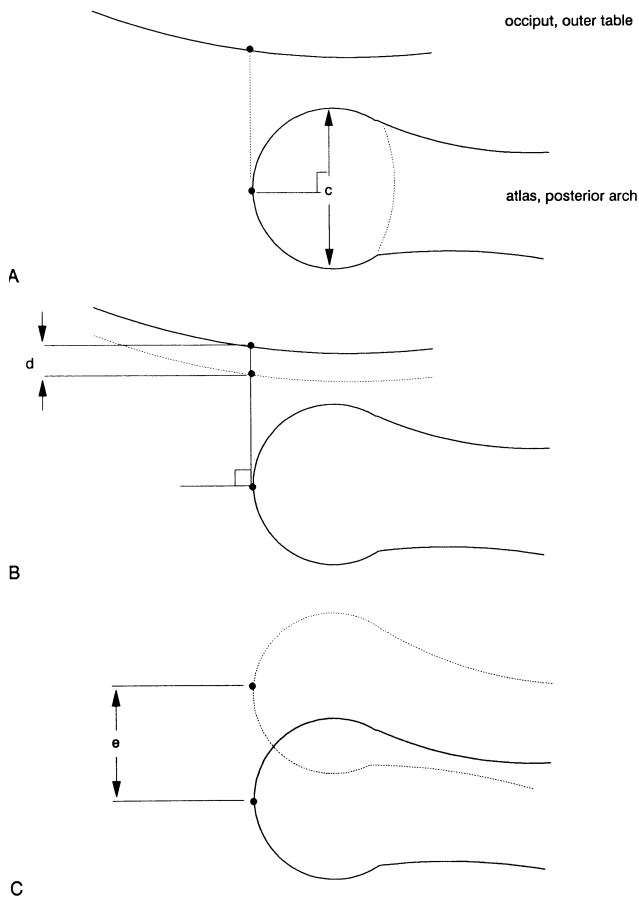 occiput, outer table
c
atlas, posterior arch
A
d
B
e
C